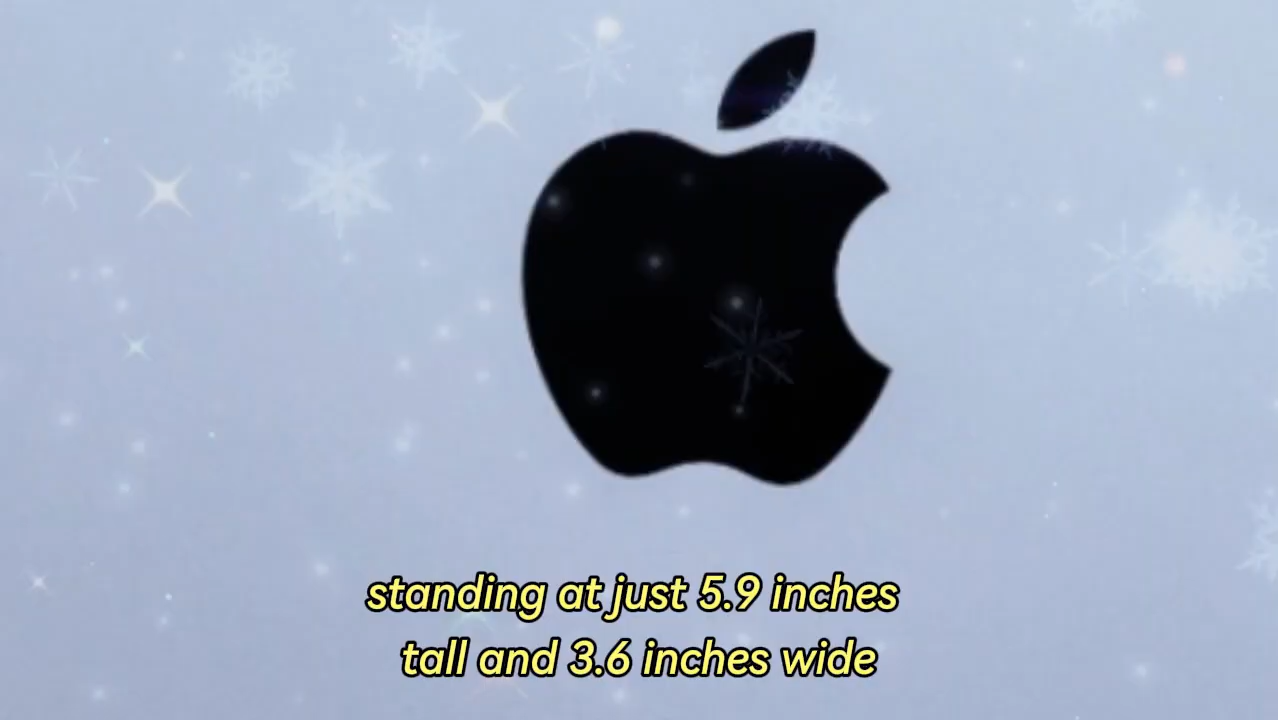 standing at just 5.9 inches
tall and 3.6 inches wide